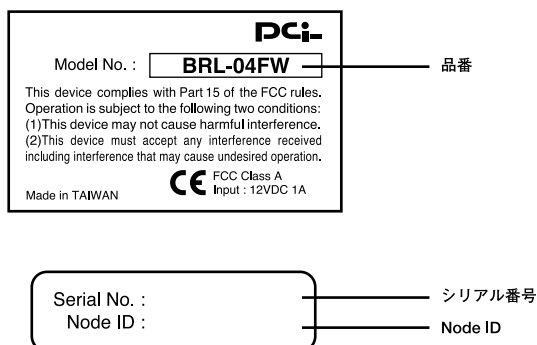 PCi-
Model No. : BRL-04FW 品番
This device complies with Part 15 of the FCC rules.
Operation is subject to the following two conditions:
(1)This device may not cause harmful interference.
(2)This device must accept any interference received
including interference that may cause undesired operation.
CE FCC Class A
Input : 12VDC 1A
Made in TAIWAN
Serial No. : シリアル番号
Node ID : Node ID